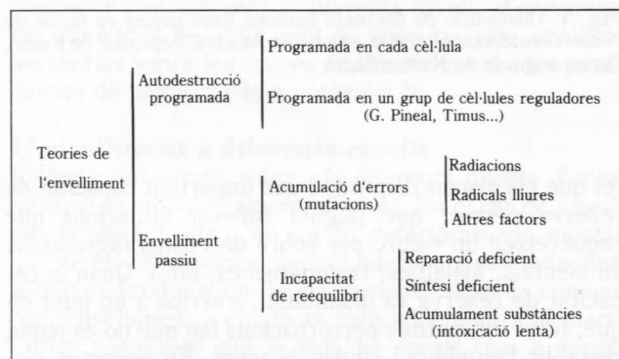 Programada en cada cèl·lula
Autodestrucció
programada
Programada en un grup de cèl·lules reguladores
(G. Pineal, Timus...)
Teories de
l'envelliment
Acumulació d'errors
(mutacions)
Radiacions
Radicals lliures
Altres factors
Envelliment
passiu
Incapacitat
de reequilibri
Reparació deficient
Síntesi deficient
Acumulament substàncies
(intoxicació lenta)